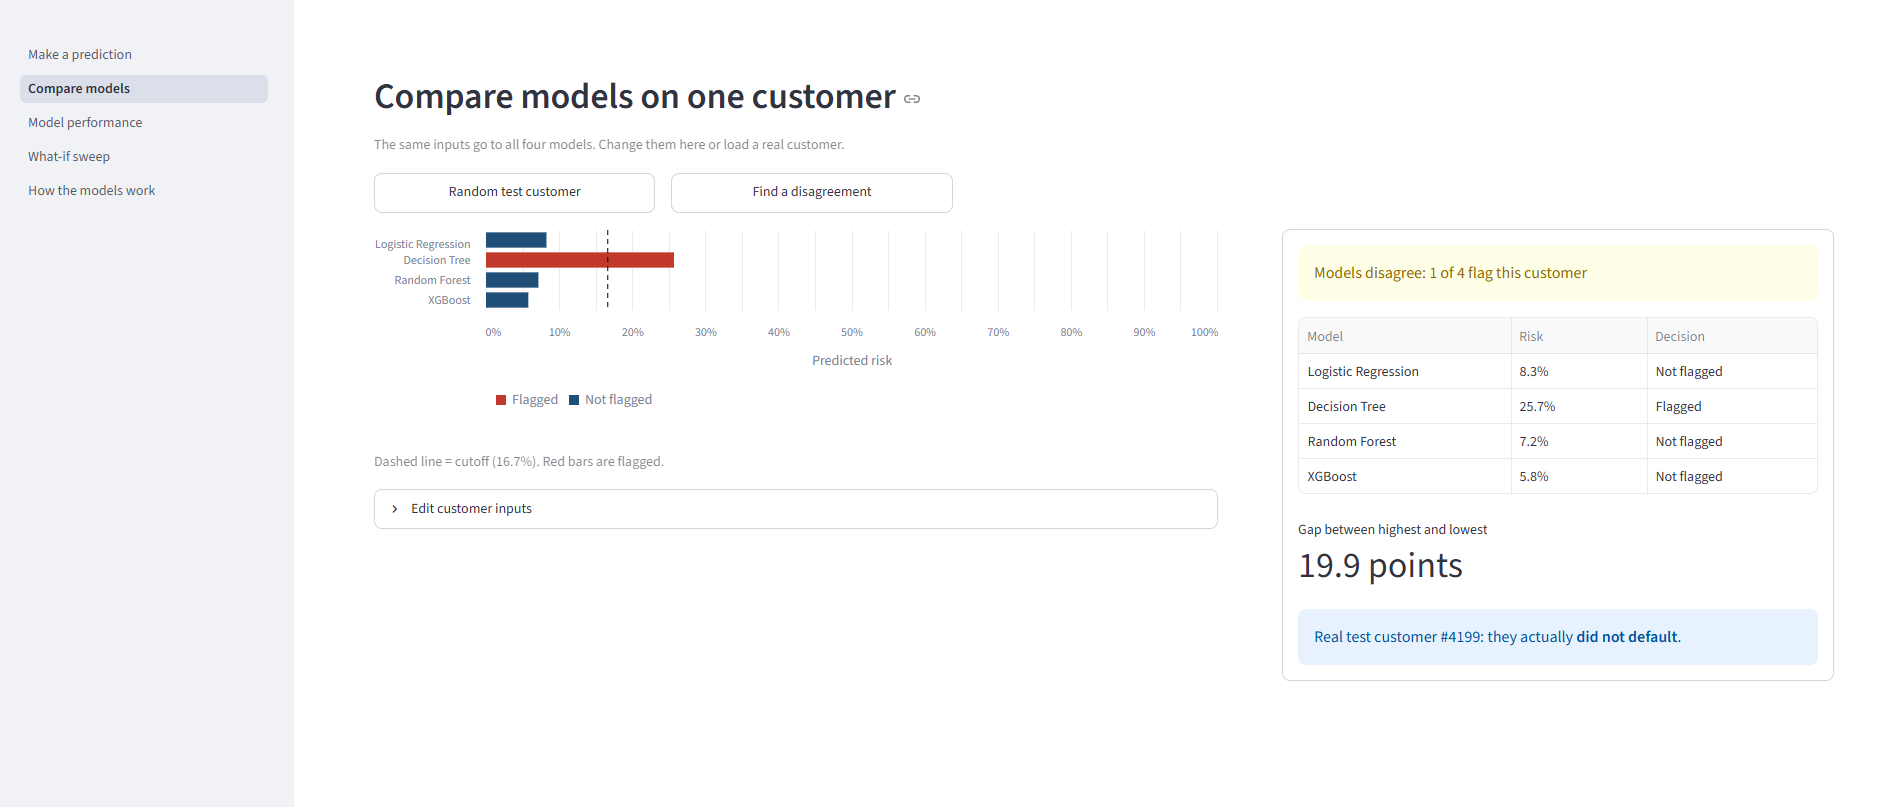 Make a prediction
Compare models
Model performance
What-if sweep
How the models work
Compare models on one customer
The same inputs go to all four models. Change them here or load a real customer.
Random test customer
Find a disagreement
Logistic Regression
Decision Tree
Random Forest
XGBoost
0% 10% 20% 30% 40% 50% 60% 70% 80% 90% 100%
Predicted risk
Flagged Not flagged
Dashed line = cutoff (16.7%). Red bars are flagged.
Edit customer inputs
Models disagree: 1 of 4 flag this customer
Model Risk Decision
Logistic Regression 8.3% Not flagged
Decision Tree 25.7% Flagged
Random Forest 7.2% Not flagged
XGBoost 5.8% Not flagged
Gap between highest and lowest
19.9 points
Real test customer #4199: they actually did not default.